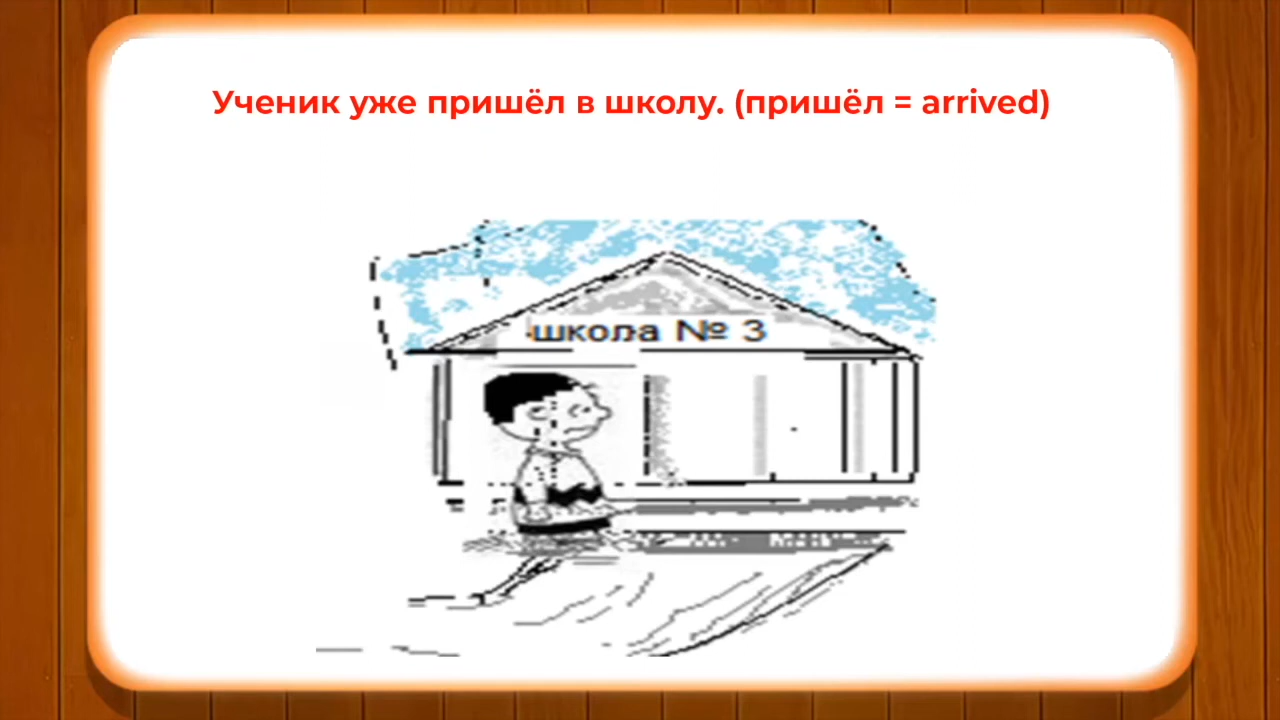 Ученик уже пришёл в школу. (пришёл = arrived)
школа № 3